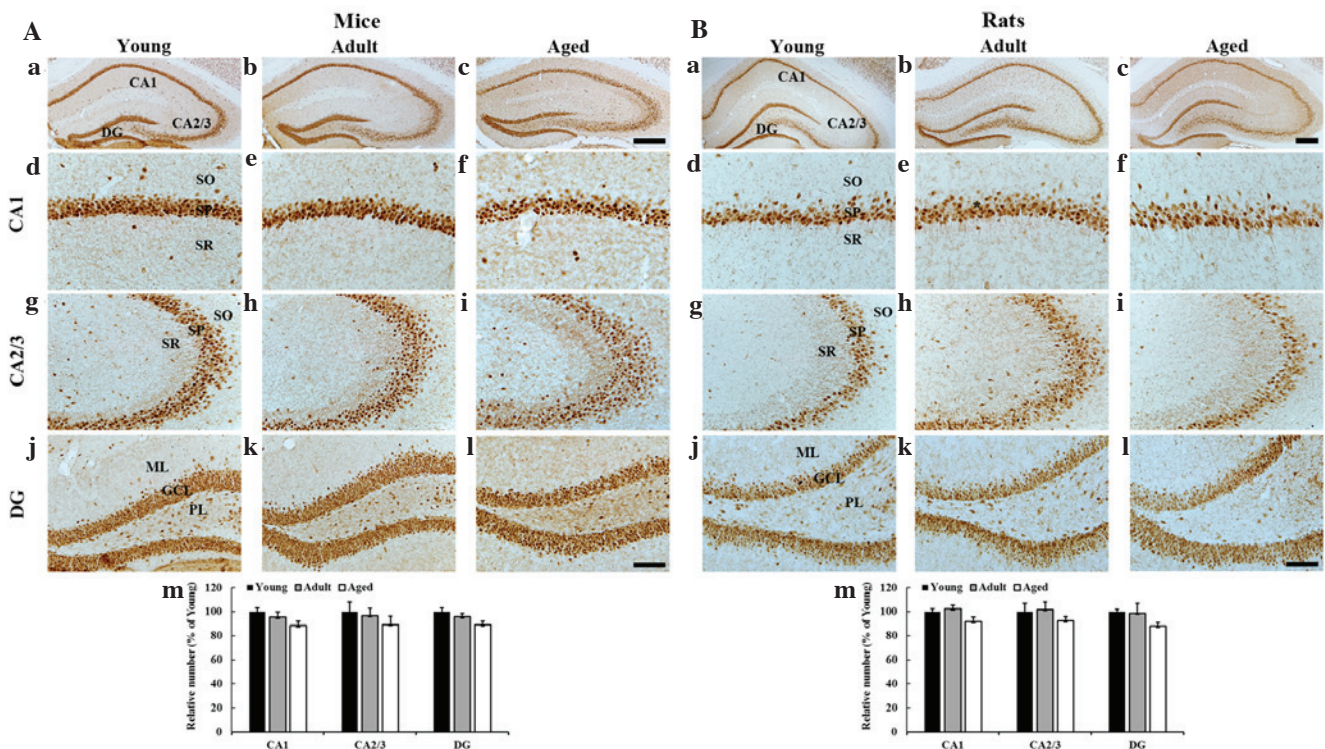 A
Mice
Young
Adult
Aged
a
CA1
CA2/3
DG
b
c
CA1
d
SO
SP
SR
e
f
CA2/3
g
SO
SP
SR
h
i
DG
j
ML
GCL
PL
k
l
m
Relative number (% of Young)
120
100
80
60
40
20
0
Young Adult Aged
CA1 CA2/3 DG
B
Rats
Young
Adult
Aged
a
CA1
CA2/3
DG
b
c
d
SO
SP
SR
e
*
f
g
SO
SP
SR
h
i
j
ML
GCL
PL
k
l
m
Relative number (% of Young)
120
100
80
60
40
20
0
Young Adult Aged
CA1 CA2/3 DG